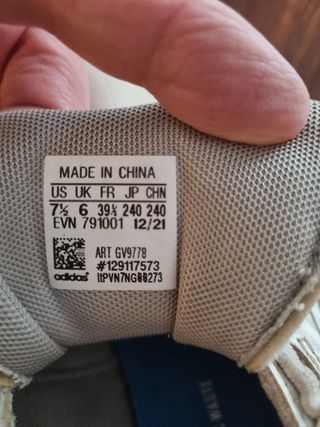 MADE IN CHINA
US UK FR JP CHN
7½ 6 39⅓ 240 240
EVN 791001 12/21
ART GV9778
#129117573
adidas
WASTE